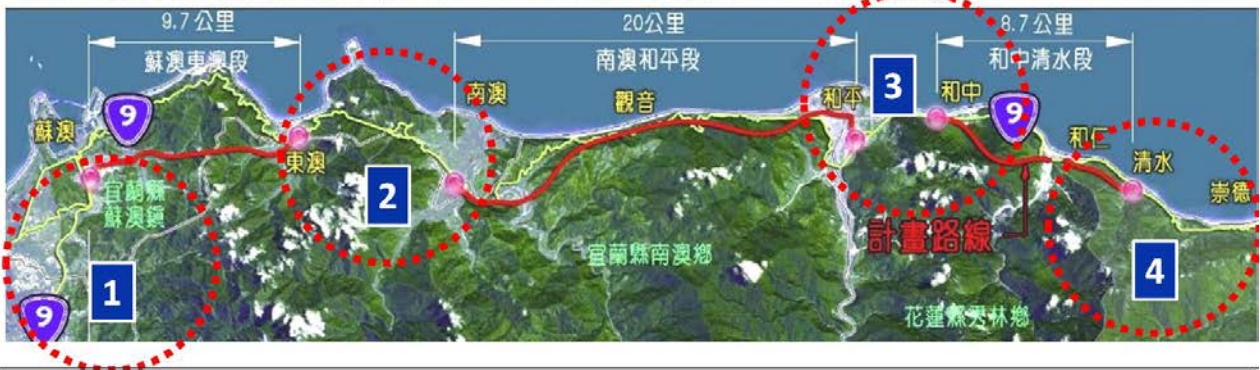 9.7公里
蘇澳東澳段
20公里
南澳和平段
8.7公里
和中清水段
9
蘇澳
東澳
南澳
觀音
和平
3
和中
9
和仁
清水
崇德
宜蘭縣
蘇澳鎮
2
計畫路線
1
宜蘭縣南澳鄉
4
9
花蓮縣秀林鄉